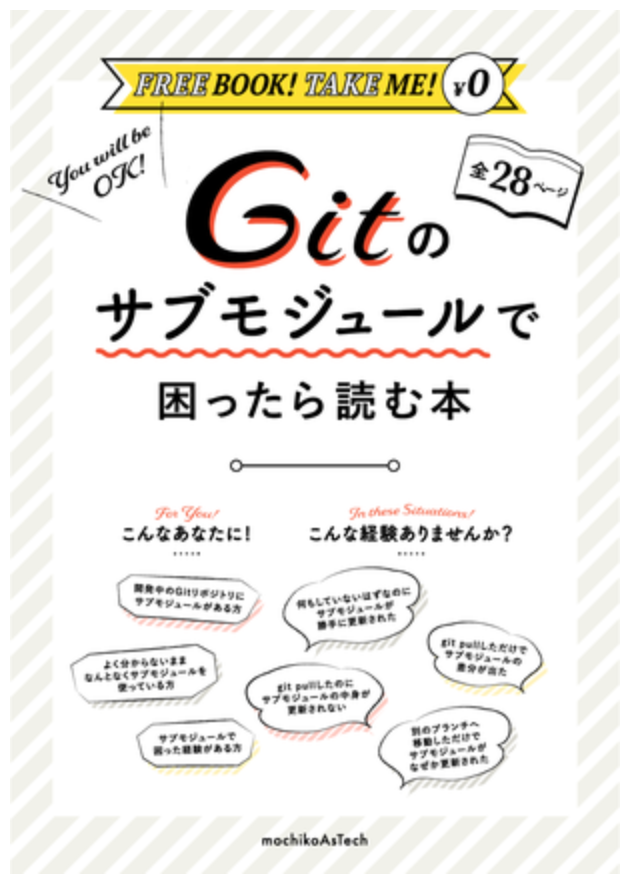 FREE BOOK! TAKE ME! ¥0
You will be
OK!
全28ページ
Gitの
サブモジュールで
困ったら読む本
For You!
こんなあなたに!
開発中のGitリポジトリに
サブモジュールがある方
よく分からないまま
なんとなくサブモジュールを
使っている方
サブモジュールで
困った経験がある方
In these Situations!
こんな経験ありませんか?
何もしていないはずなのに
サブモジュールが
勝手に更新された
git pullしただけで
サブモジュールの
差分が出た
git pullしたのに
サブモジュールの中身が
更新されない
別のブランチへ
移動しただけで
サブモジュールが
なぜか更新された
mochikoAsTech